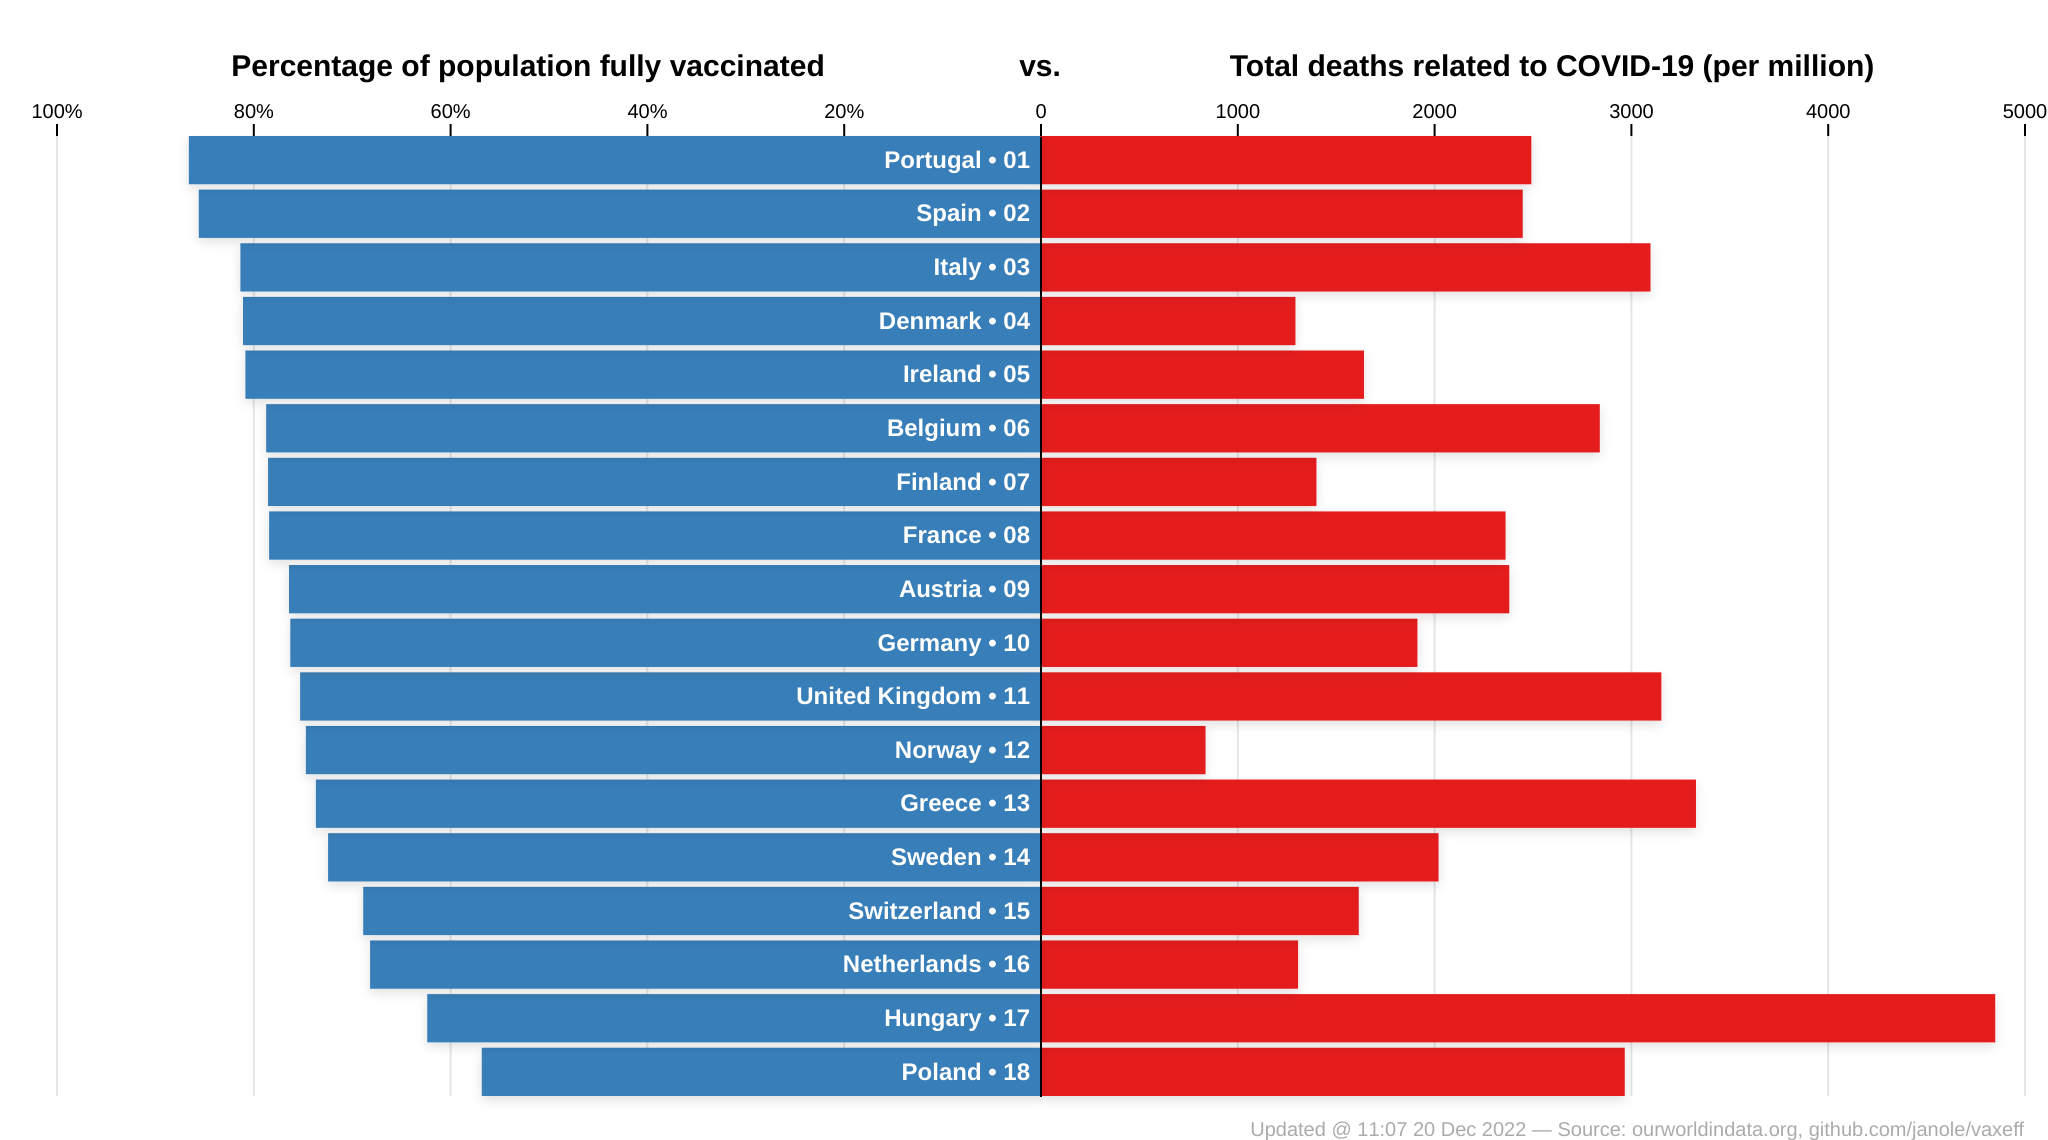 Percentage of population fully vaccinated vs. Total deaths related to COVID-19 (per million)
100% 80% 60% 40% 20% 0 1000 2000 3000 4000 5000
Portugal • 01
Spain • 02
Italy • 03
Denmark • 04
Ireland • 05
Belgium • 06
Finland • 07
France • 08
Austria • 09
Germany • 10
United Kingdom • 11
Norway • 12
Greece • 13
Sweden • 14
Switzerland • 15
Netherlands • 16
Hungary • 17
Poland • 18
Updated @ 11:07 20 Dec 2022 — Source: ourworldindata.org, github.com/janole/vaxeff